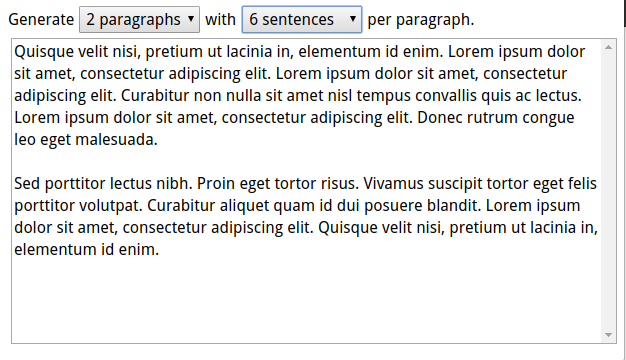 Generate 2 paragraphs with 6 sentences per paragraph.
Quisque velit nisi, pretium ut lacinia in, elementum id enim. Lorem ipsum dolor
sit amet, consectetur adipiscing elit. Lorem ipsum dolor sit amet, consectetur
adipiscing elit. Curabitur non nulla sit amet nisl tempus convallis quis ac lectus.
Lorem ipsum dolor sit amet, consectetur adipiscing elit. Donec rutrum congue
leo eget malesuada.
Sed porttitor lectus nibh. Proin eget tortor risus. Vivamus suscipit tortor eget felis
porttitor volutpat. Curabitur aliquet quam id dui posuere blandit. Lorem ipsum
dolor sit amet, consectetur adipiscing elit. Quisque velit nisi, pretium ut lacinia in,
elementum id enim.